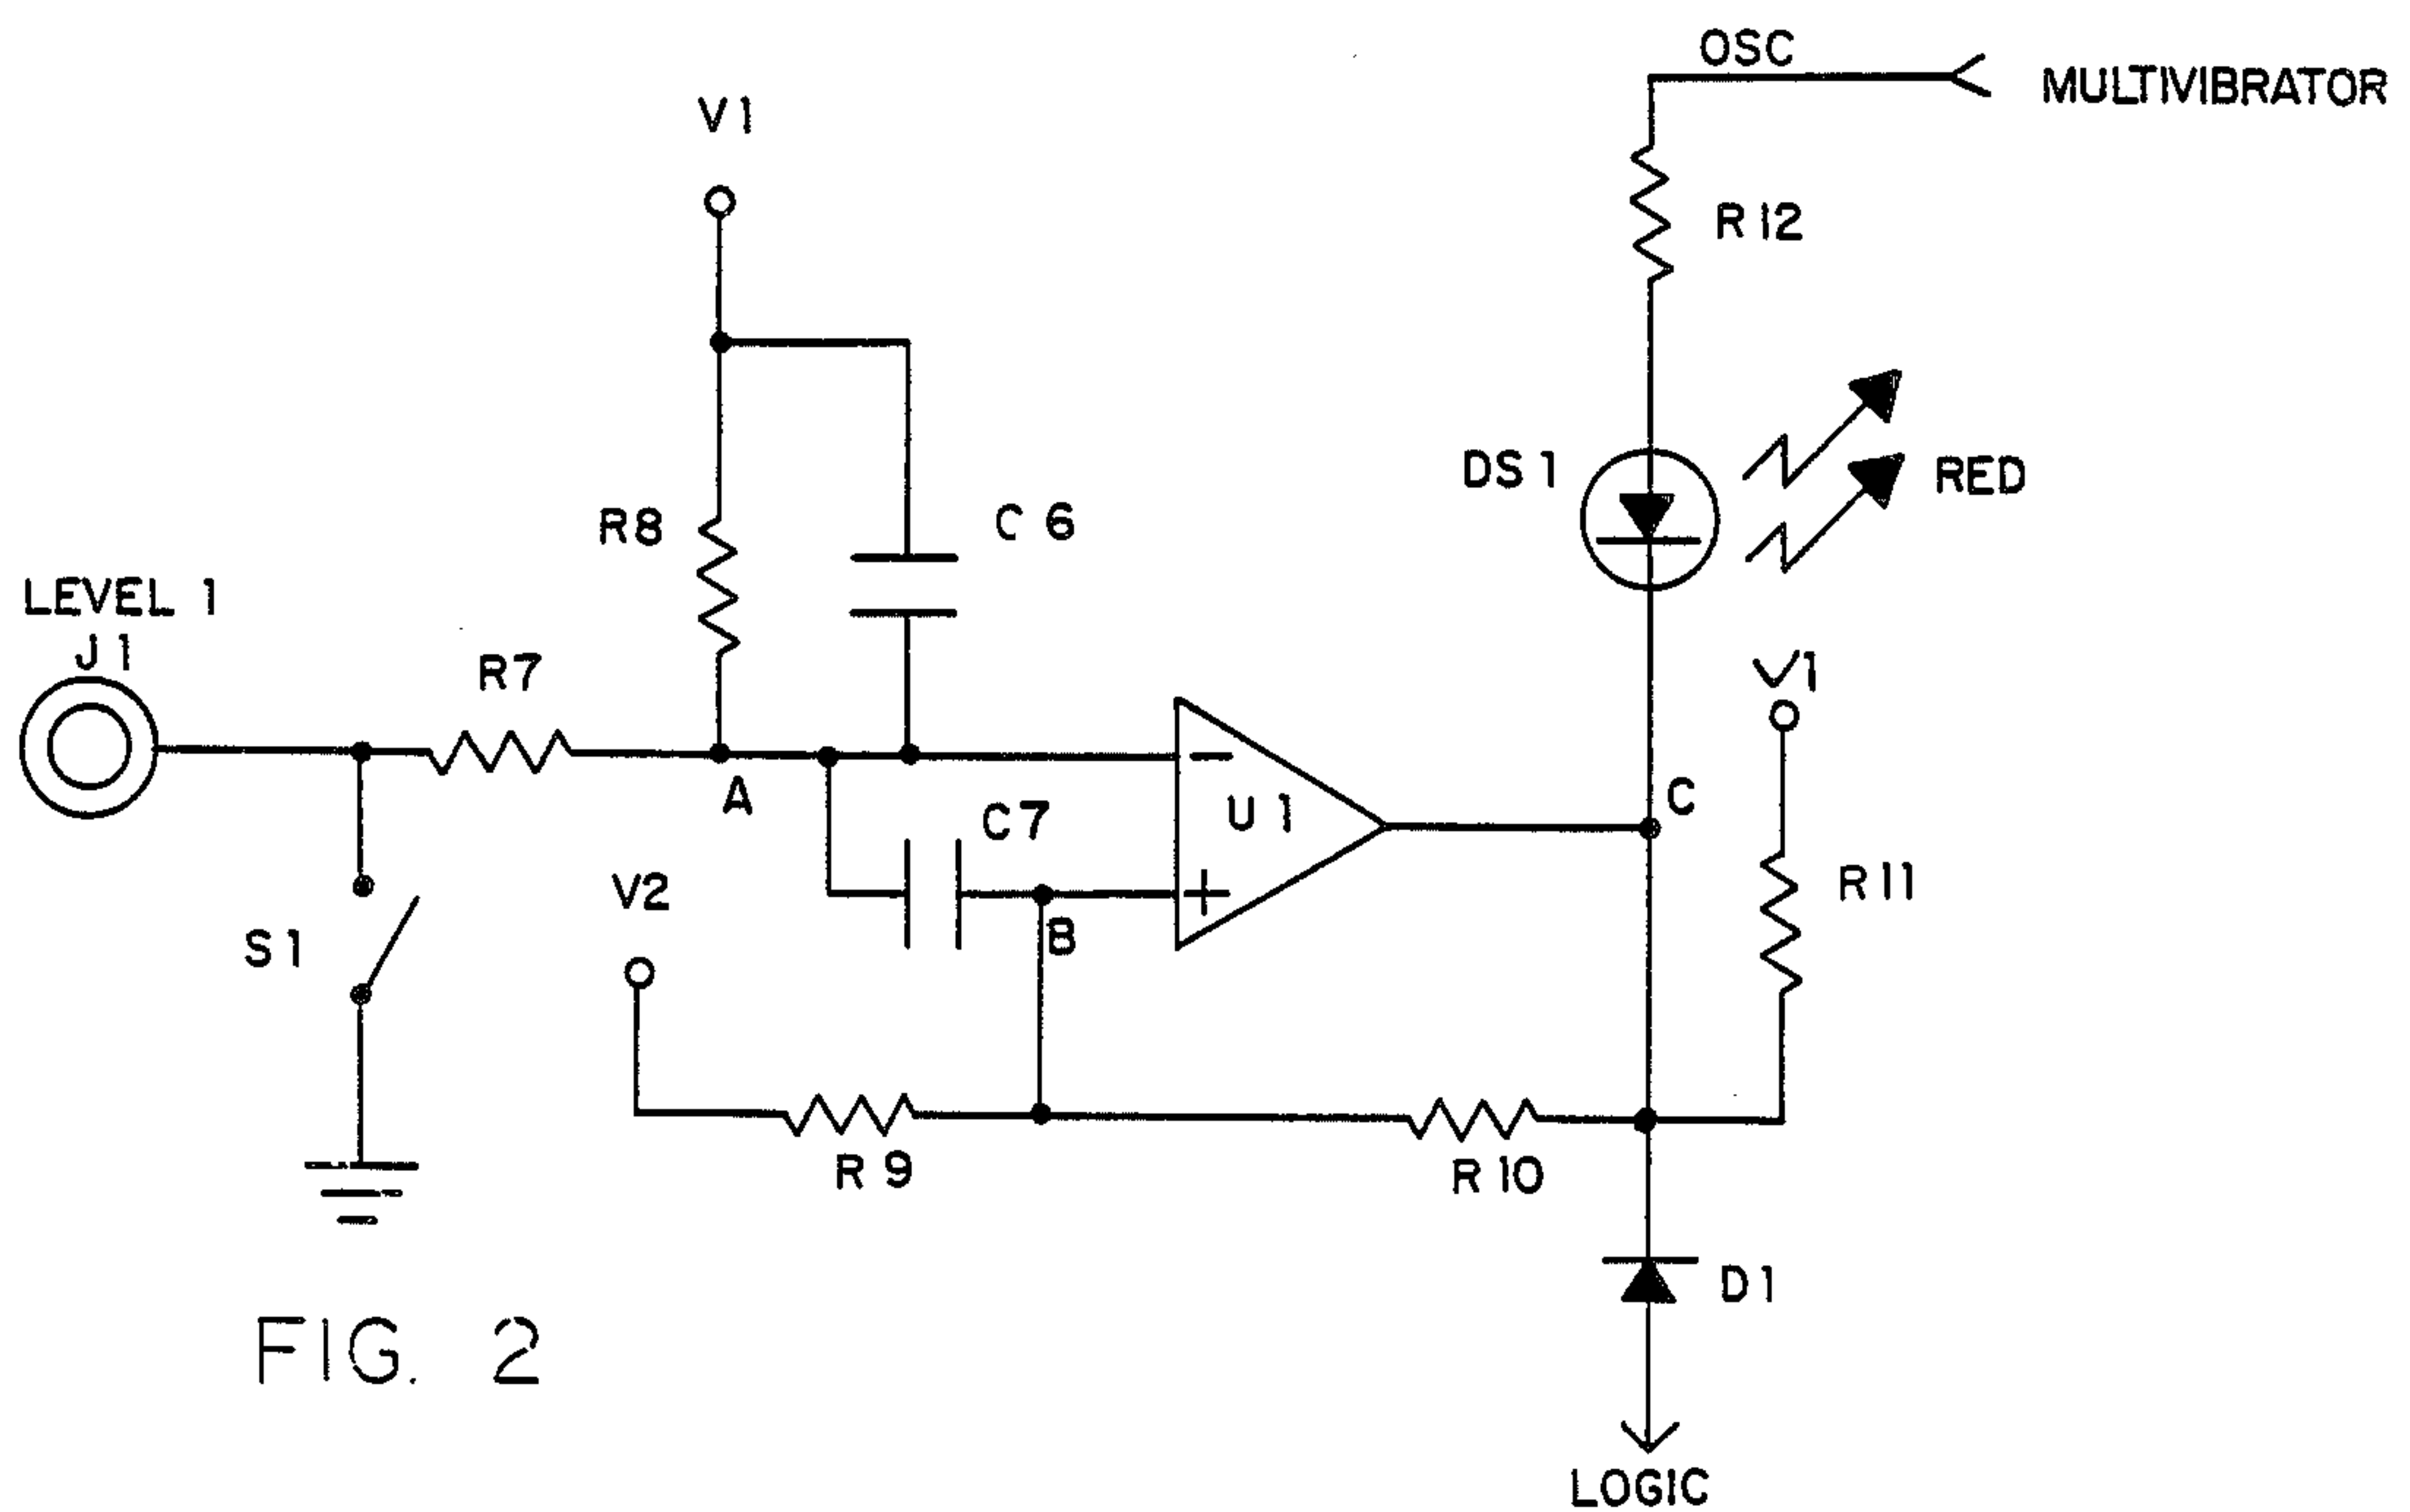 OSC
MULTIVIBRATOR
V1
R12
R8
C6
DS1
RED
LEVEL 1
J1
R7
V1
A
C7
U1
C
V2
R11
B
S1
+
−
R9
R10
D1
FIG. 2
LOGIC